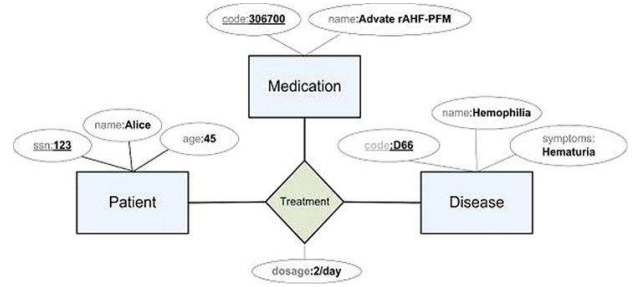 code:306700
name:Advate rAHF-PFM
Medication
ssn:123
name:Alice
age:45
code:D66
name:Hemophilia
symptoms:
Hematuria
Patient
Treatment
Disease
dosage:2/day